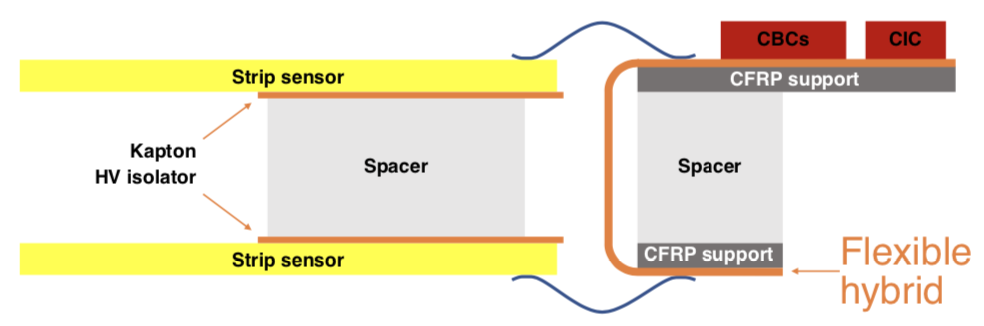 CBCs
CIC
Strip sensor
CFRP support
Kapton
HV isolator
Spacer
Spacer
CFRP support
Strip sensor
Flexible
hybrid